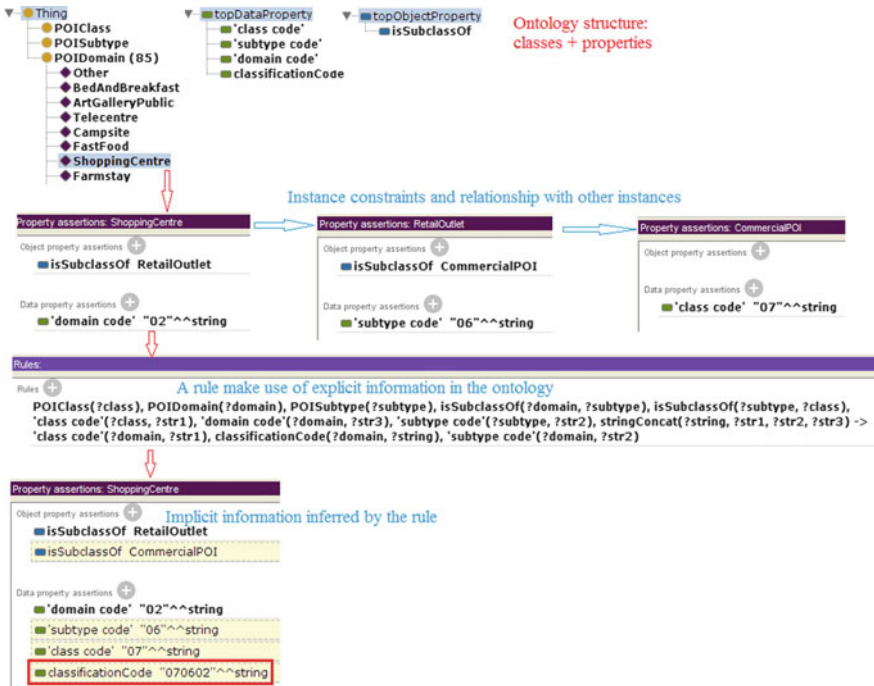 Thing
POIClass
POISubtype
POIDomain (85)
Other
BedAndBreakfast
ArtGalleryPublic
Telecentre
Campsite
FastFood
ShoppingCentre
Farmstay
topDataProperty
'class code'
'subtype code'
'domain code'
classificationCode
topObjectProperty
isSubclassOf
Ontology structure:
classes + properties
Instance constraints and relationship with other instances
Property assertions: ShoppingCentre
Object property assertions
isSubclassOf RetailOutlet
Data property assertions
'domain code' "02"^^string
Property assertions: RetailOutlet
Object property assertions
isSubclassOf CommercialPOI
Data property assertions
'subtype code' "06"^^string
Property assertions: CommercialPOI
Object property assertions
Data property assertions
'class code' "07"^^string
Rules:
Rules
A rule make use of explicit information in the ontology
POIClass(?class), POIDomain(?domain), POISubtype(?subtype), isSubclassOf(?domain, ?subtype), isSubclassOf(?subtype, ?class),
'class code'(?class, ?str1), 'domain code'(?domain, ?str3), 'subtype code'(?subtype, ?str2), stringConcat(?string, ?str1, ?str2, ?str3) ->
'class code'(?domain, ?str1), classificationCode(?domain, ?string), 'subtype code'(?domain, ?str2)
Property assertions: ShoppingCentre
Object property assertions
Implicit information inferred by the rule
isSubclassOf RetailOutlet
isSubclassOf CommercialPOI
Data property assertions
'domain code' "02"^^string
'subtype code' "06"^^string
'class code' "07"^^string
classificationCode "070602"^^string